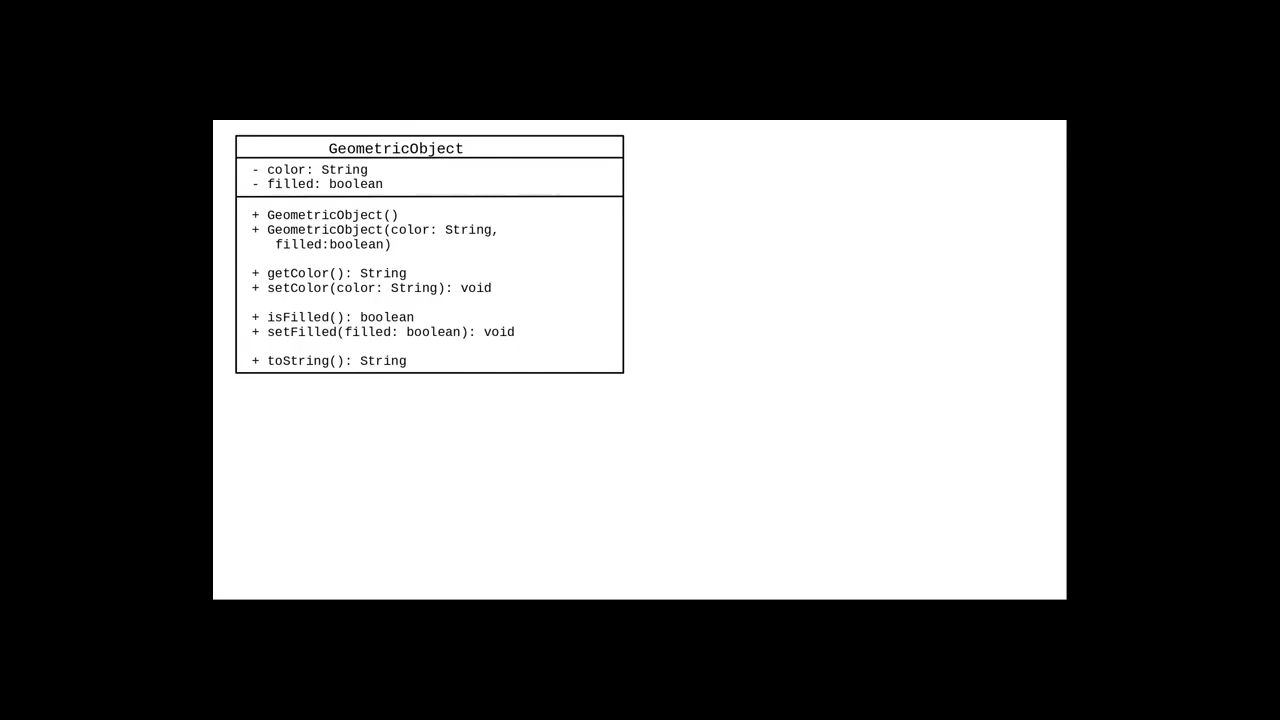 GeometricObject
- color: String
- filled: boolean
+ GeometricObject()
+ GeometricObject(color: String,
filled:boolean)
+ getColor(): String
+ setColor(color: String): void
+ isFilled(): boolean
+ setFilled(filled: boolean): void
+ toString(): String